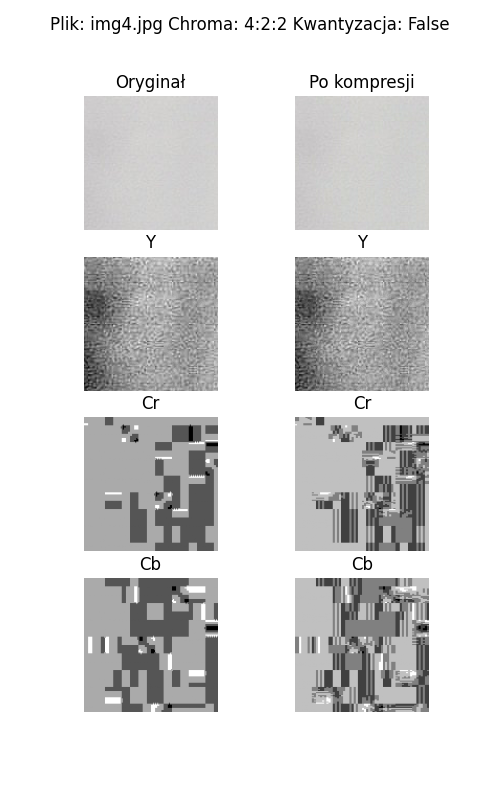 Plik: img4.jpg Chroma: 4:2:2 Kwantyzacja: False
Oryginał Po kompresji
Y Y
Cr Cr
Cb Cb